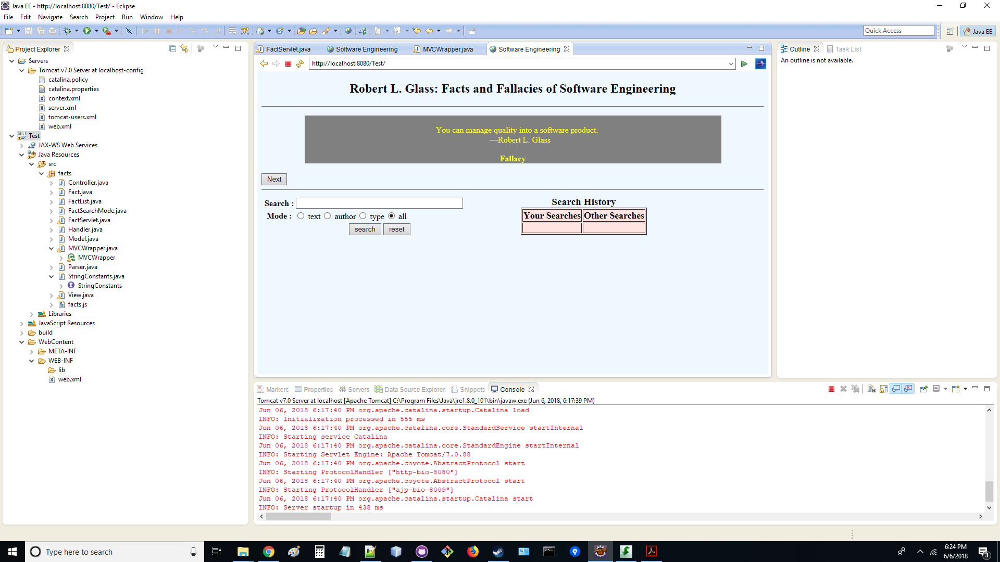 Java EE - http://localhost:8080/Test/ - Eclipse
File Edit Navigate Search Project Run Window Help
Quick Access
Java EE
Project Explorer
Servers
Tomcat v7.0 Server at localhost-config
catalina.policy
catalina.properties
context.xml
server.xml
tomcat-users.xml
web.xml
Test
JAX-WS Web Services
Java Resources
src
facts
Controller.java
Fact.java
FactList.java
FactSearchMode.java
FactServlet.java
Handler.java
Model.java
MVCWrapper.java
MVCWrapper
Parser.java
StringConstants.java
StringConstants
View.java
facts.js
Libraries
JavaScript Resources
build
WebContent
META-INF
WEB-INF
lib
web.xml
FactServlet.java Software Engineering MVCWrapper.java Software Engineering
http://localhost:8080/Test/
Robert L. Glass: Facts and Fallacies of Software Engineering
You can manage quality into a software product.
—Robert L. Glass
Fallacy
Next
Search :
Mode : text author type all
search reset
Search History
Your Searches Other Searches
Outline Task List
An outline is not available.
Markers Properties Servers Data Source Explorer Snippets Console
Tomcat v7.0 Server at localhost [Apache Tomcat] C:\Program Files\Java\jre1.8.0_101\bin\javaw.exe (Jun 6, 2018, 6:17:39 PM)
Jun 06, 2018 6:17:40 PM org.apache.catalina.startup.Catalina load
INFO: Initialization processed in 555 ms
Jun 06, 2018 6:17:40 PM org.apache.catalina.core.StandardService startInternal
INFO: Starting service Catalina
Jun 06, 2018 6:17:40 PM org.apache.catalina.core.StandardEngine startInternal
INFO: Starting Servlet Engine: Apache Tomcat/7.0.88
Jun 06, 2018 6:17:40 PM org.apache.coyote.AbstractProtocol start
INFO: Starting ProtocolHandler ["http-bio-8080"]
Jun 06, 2018 6:17:40 PM org.apache.coyote.AbstractProtocol start
INFO: Starting ProtocolHandler ["ajp-bio-8009"]
Jun 06, 2018 6:17:40 PM org.apache.catalina.startup.Catalina start
INFO: Server startup in 438 ms
Type here to search
6:24 PM
6/6/2018
3